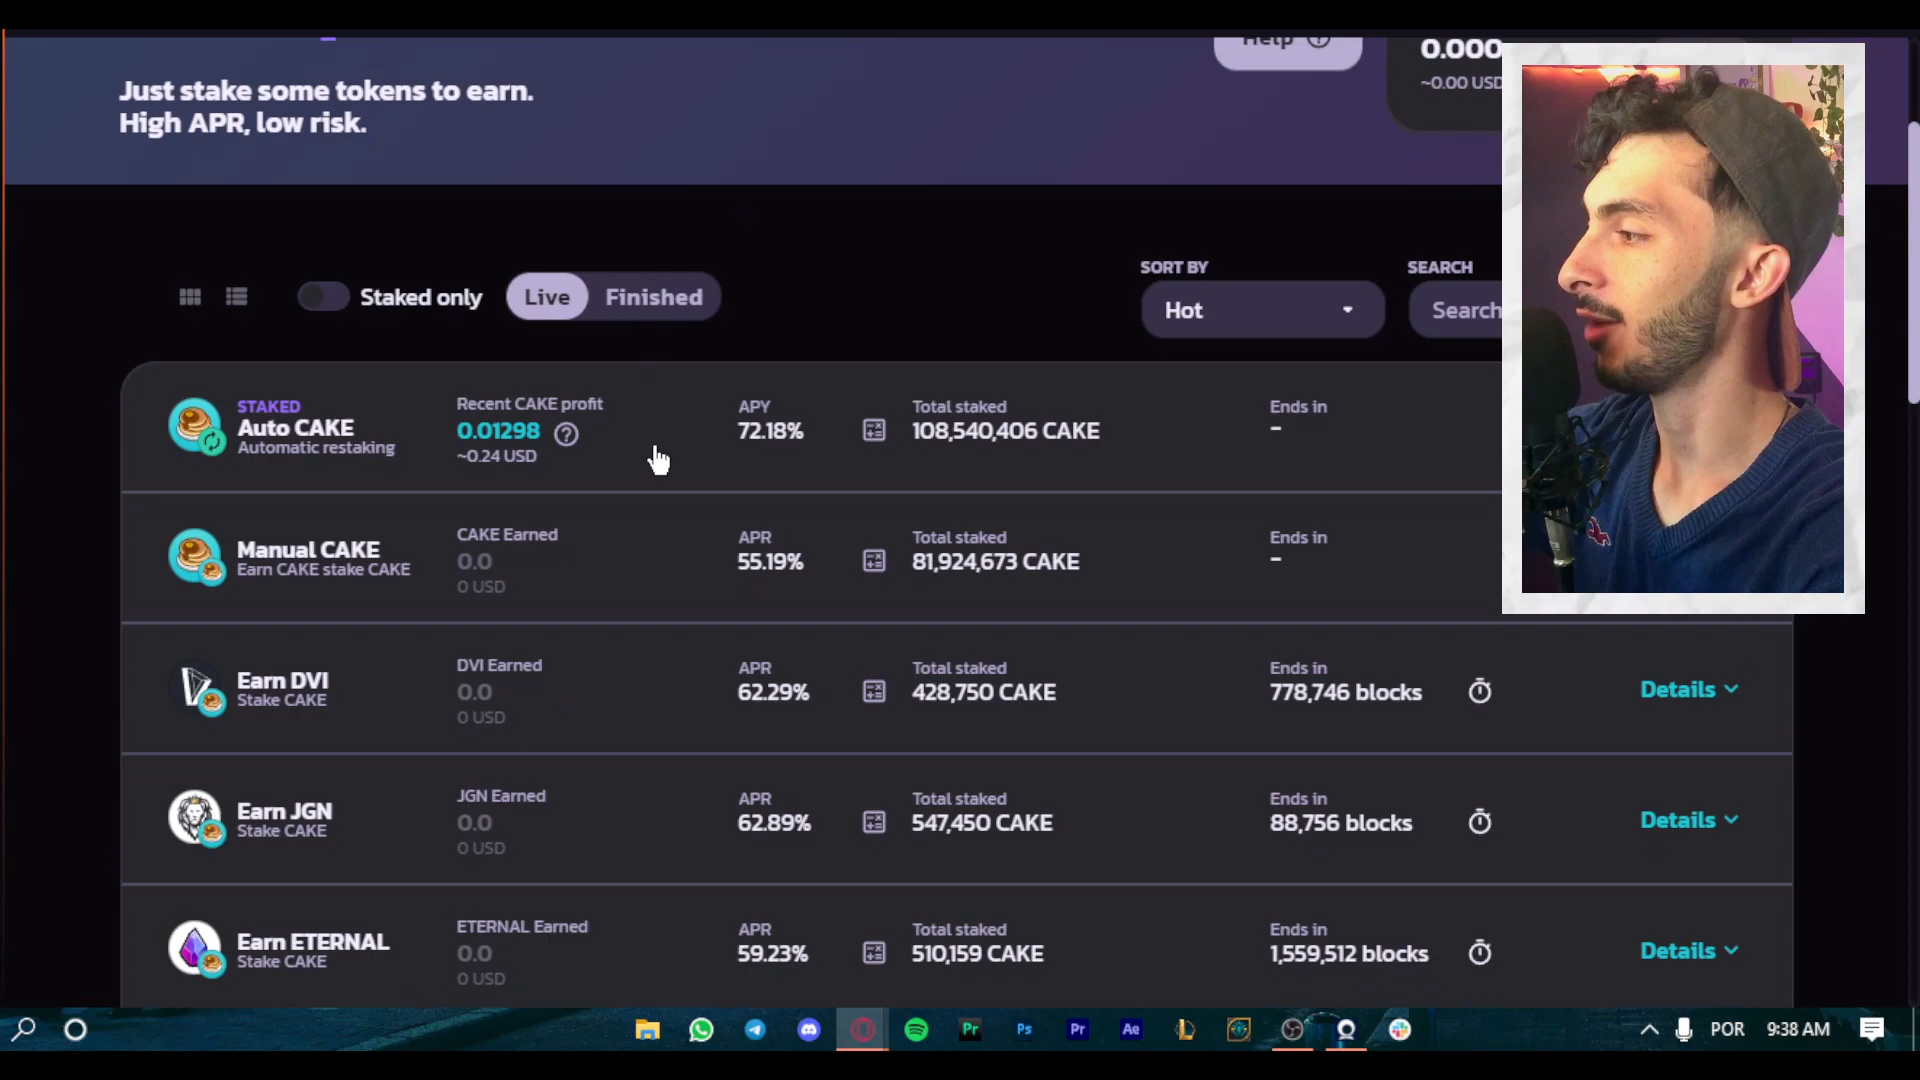 Help
0.000
~0.00 USD
Just stake some tokens to earn.
High APR, low risk.
Staked only
Live
Finished
SORT BY
Hot
SEARCH
Search
STAKED
Auto CAKE
Automatic restaking
Recent CAKE profit
0.01298
~0.24 USD
APY
72.18%
Total staked
108,540,406 CAKE
Ends in
-
Manual CAKE
Earn CAKE stake CAKE
CAKE Earned
0.0
0 USD
APR
55.19%
Total staked
81,924,673 CAKE
Ends in
-
Earn DVI
Stake CAKE
DVI Earned
0.0
0 USD
APR
62.29%
Total staked
428,750 CAKE
Ends in
778,746 blocks
Details
Earn JGN
Stake CAKE
JGN Earned
0.0
0 USD
APR
62.89%
Total staked
547,450 CAKE
Ends in
88,756 blocks
Details
Earn ETERNAL
Stake CAKE
ETERNAL Earned
0.0
0 USD
APR
59.23%
Total staked
510,159 CAKE
Ends in
1,559,512 blocks
Details
Pr
Ps
Pr
Ae
POR
9:38 AM